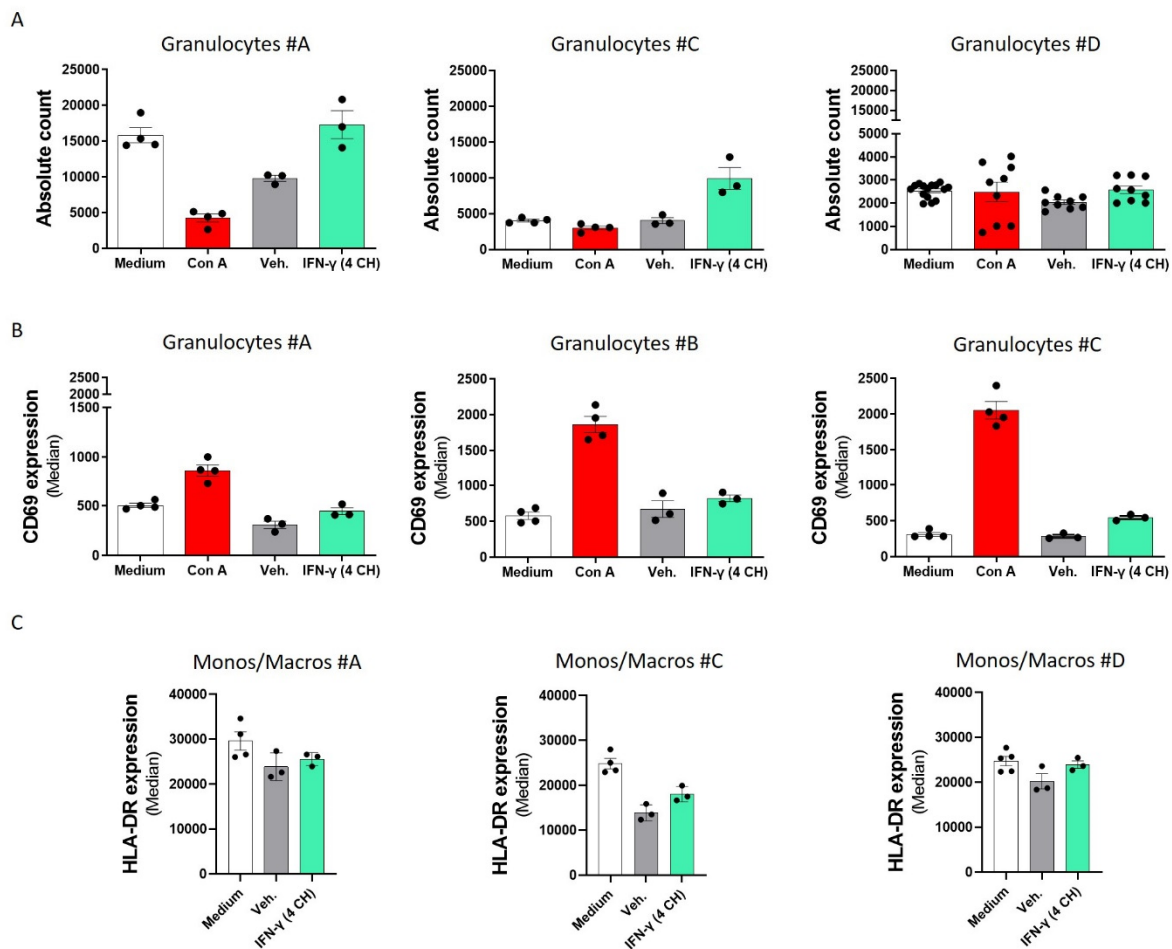 A
Granulocytes #A
Absolute count
25000
20000
15000
10000
5000
0
Medium Con A Veh. IFN-γ (4 CH)
Granulocytes #C
Absolute count
25000
20000
15000
10000
5000
0
Medium Con A Veh. IFN-γ (4 CH)
Granulocytes #D
Absolute count
25000
20000
15000
10000
5000
4000
3000
2000
1000
0
Medium Con A Veh. IFN-γ (4 CH)
B
Granulocytes #A
CD69 expression
(Median)
2500
2000
1500
1000
500
0
Medium Con A Veh. IFN-γ (4 CH)
Granulocytes #B
CD69 expression
(Median)
2500
2000
1500
1000
500
0
Medium Con A Veh. IFN-γ (4 CH)
Granulocytes #C
CD69 expression
(Median)
2500
2000
1500
1000
500
0
Medium Con A Veh. IFN-γ (4 CH)
C
Monos/Macros #A
HLA-DR expression
(Median)
40000
30000
20000
10000
0
Medium Veh. IFN-γ (4 CH)
Monos/Macros #C
HLA-DR expression
(Median)
40000
30000
20000
10000
0
Medium Veh. IFN-γ (4 CH)
Monos/Macros #D
HLA-DR expression
(Median)
40000
30000
20000
10000
0
Medium Veh. IFN-γ (4 CH)